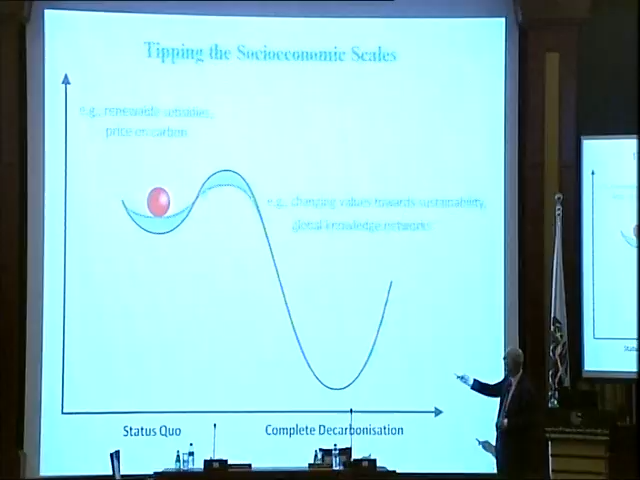 Tipping the Socioeconomic Scales
e.g., renewable subsidies,
price on carbon
e.g., changing values towards sustainability,
global knowledge networks
Status Quo
Complete Decarbonisation